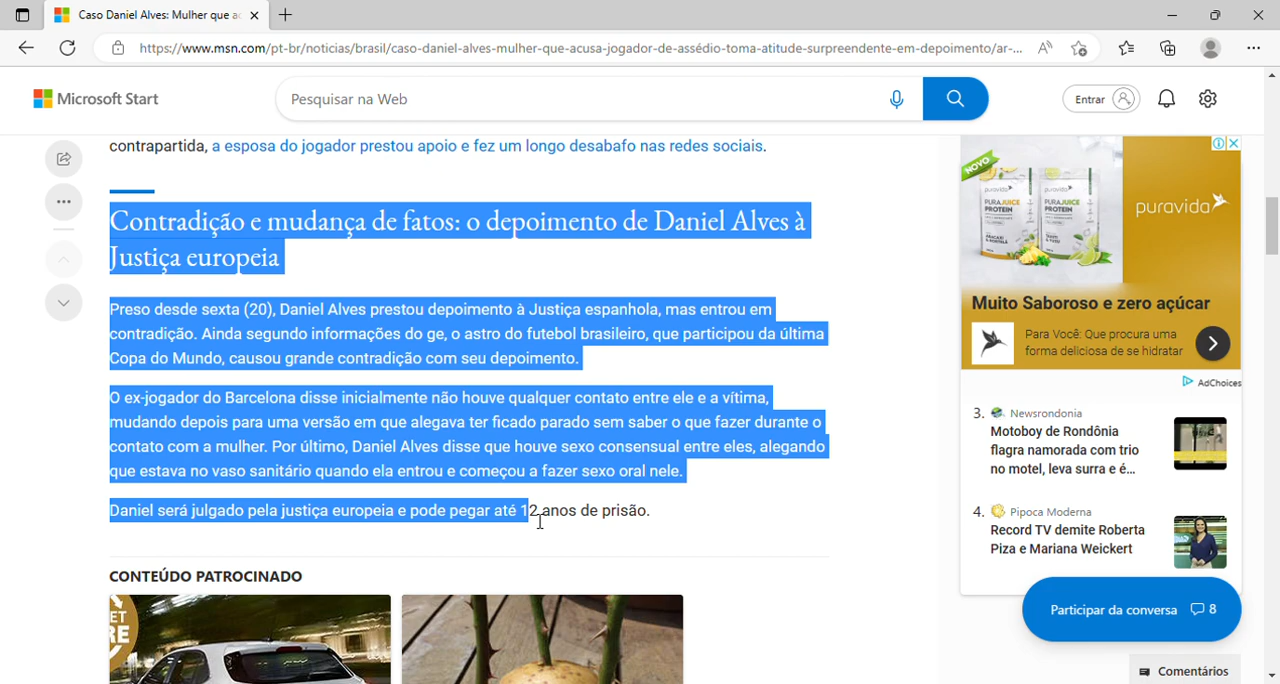 Caso Daniel Alves: Mulher que a
https://www.msn.com/pt-br/noticias/brasil/caso-daniel-alves-mulher-que-acusa-jogador-de-assédio-toma-atitude-surpreendente-em-depoimento/ar-...
Microsoft Start
Pesquisar na Web
Entrar
contrapartida, a esposa do jogador prestou apoio e fez um longo desabafo nas redes sociais.
Contradição e mudança de fatos: o depoimento de Daniel Alves à
Justiça europeia
Preso desde sexta (20), Daniel Alves prestou depoimento à Justiça espanhola, mas entrou em
contradição. Ainda segundo informações do ge, o astro do futebol brasileiro, que participou da última
Copa do Mundo, causou grande contradição com seu depoimento.
O ex-jogador do Barcelona disse inicialmente não houve qualquer contato entre ele e a vítima,
mudando depois para uma versão em que alegava ter ficado parado sem saber o que fazer durante o
contato com a mulher. Por último, Daniel Alves disse que houve sexo consensual entre eles, alegando
que estava no vaso sanitário quando ela entrou e começou a fazer sexo oral nele.
Daniel será julgado pela justiça europeia e pode pegar até 12 anos de prisão.
CONTEÚDO PATROCINADO
NOVO
puravida
PURAJUICE
PROTEIN
puravida
PURAJUICE
PROTEIN
puravida
Muito Saboroso e zero açúcar
Para Você: Que procura uma
forma deliciosa de se hidratar
AdChoices
3. Newsrondonia
Motoboy de Rondônia
flagra namorada com trio
no motel, leva surra e é...
4. Pipoca Moderna
Record TV demite Roberta
Piza e Mariana Weickert
Participar da conversa 8
Comentários